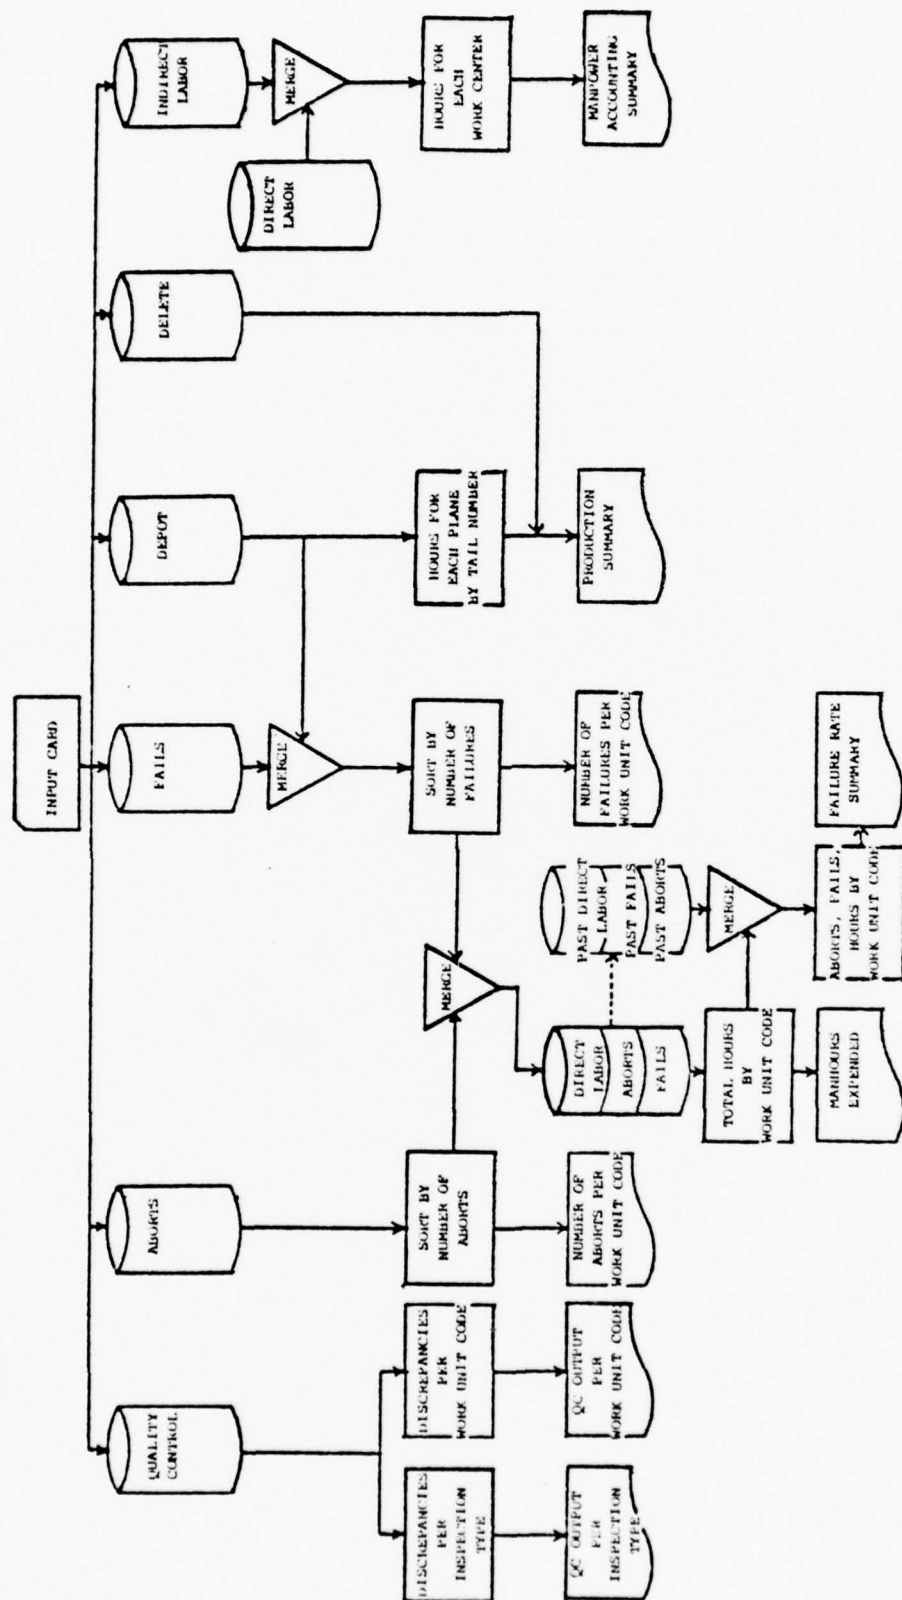 INPUT CARD
QUALITY
CONTROL
ABORTS
FAILS
DEPOT
DELETE
INDIRECT
LABOR
MERGE
DIRECT
LABOR
MERGE
DISCREPANCIES
PER
INSPECTION
TYPE
DISCREPANCIES
PER
WORK UNIT CODE
SORT BY
NUMBER OF
ABORTS
MERGE
SORT BY
NUMBER OF
FAILURES
HOURS FOR
EACH PLANE
BY TAIL NUMBER
HOURS FOR
EACH
WORK CENTER
QC OUTPUT
PER
INSPECTION
TYPE
QC OUTPUT
PER
WORK UNIT CODE
NUMBER OF
ABORTS PER
WORK UNIT CODE
DIRECT
LABOR
ABORTS
FAILS
PAST DIRECT
LABOR
PAST FAILS
PAST ABORTS
NUMBER OF
FAILURES PER
WORK UNIT CODE
PRODUCTION
SUMMARY
MANPOWER
ACCOUNTING
SUMMARY
TOTAL HOURS
BY
WORK UNIT CODE
MERGE
MANHOURS
EXPENDED
ABORTS, FAILS,
HOURS BY
WORK UNIT CODE
FAILURE RATE
SUMMARY